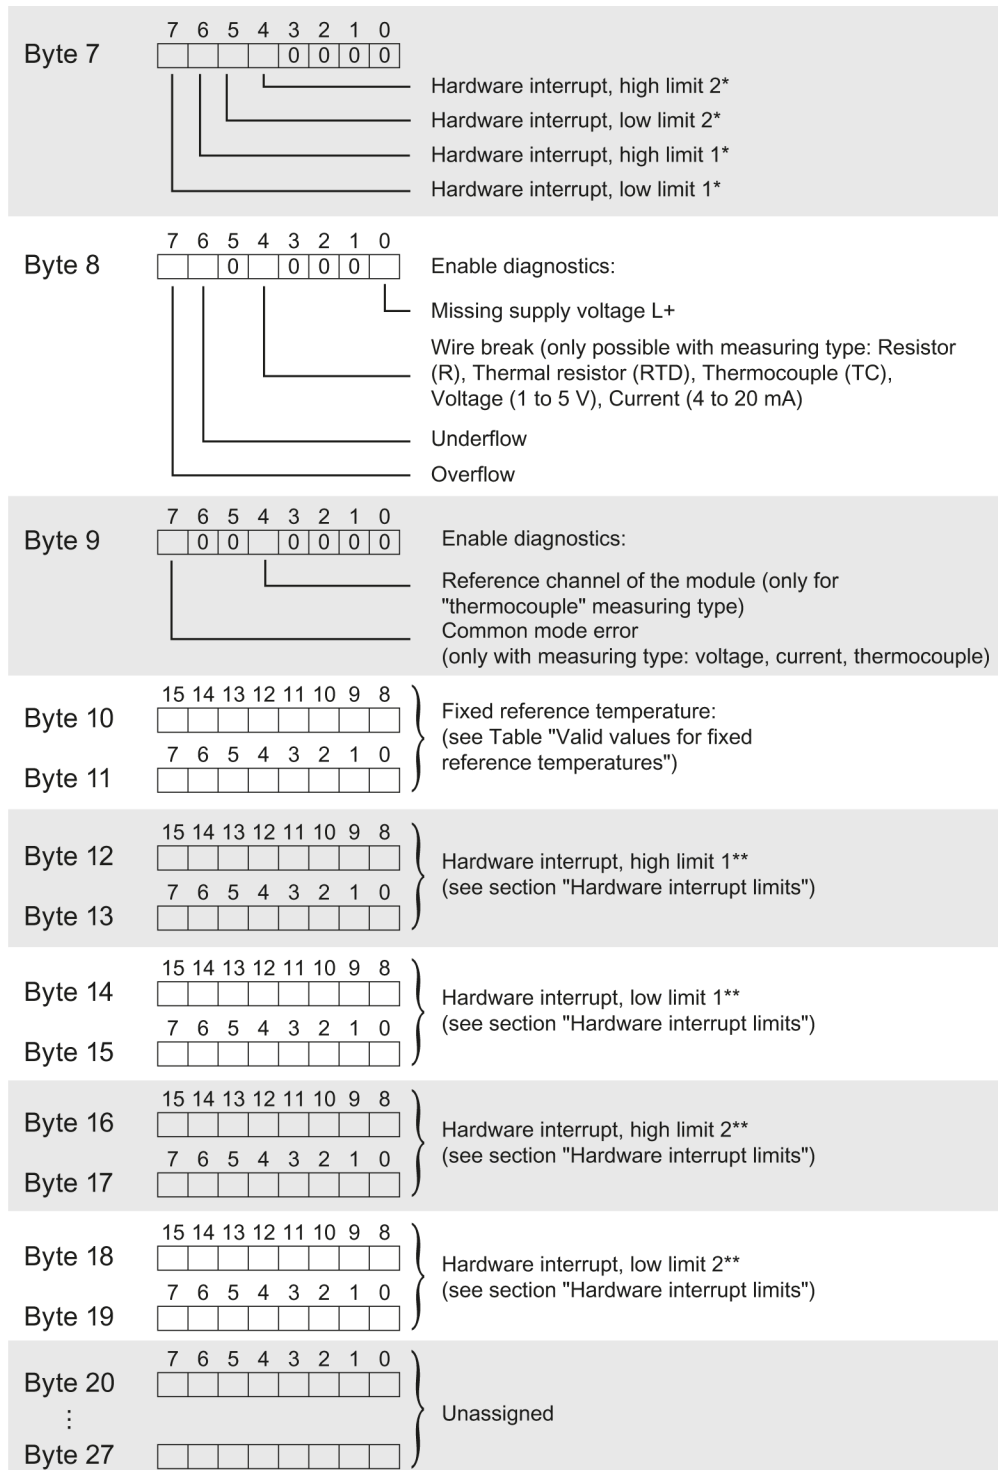 7 6 5 4 3 2 1 0
Byte 7
0 0 0 0
Hardware interrupt, high limit 2*
Hardware interrupt, low limit 2*
Hardware interrupt, high limit 1*
Hardware interrupt, low limit 1*
7 6 5 4 3 2 1 0
Byte 8
0 0 0 0
Enable diagnostics:
Missing supply voltage L+
Wire break (only possible with measuring type: Resistor
(R), Thermal resistor (RTD), Thermocouple (TC),
Voltage (1 to 5 V), Current (4 to 20 mA)
Underflow
Overflow
7 6 5 4 3 2 1 0
Byte 9
0 0 0 0 0 0
Enable diagnostics:
Reference channel of the module (only for
"thermocouple" measuring type)
Common mode error
(only with measuring type: voltage, current, thermocouple)
15 14 13 12 11 10 9 8
Byte 10
7 6 5 4 3 2 1 0
Byte 11
Fixed reference temperature:
(see Table "Valid values for fixed
reference temperatures")
15 14 13 12 11 10 9 8
Byte 12
7 6 5 4 3 2 1 0
Byte 13
Hardware interrupt, high limit 1**
(see section "Hardware interrupt limits")
15 14 13 12 11 10 9 8
Byte 14
7 6 5 4 3 2 1 0
Byte 15
Hardware interrupt, low limit 1**
(see section "Hardware interrupt limits")
15 14 13 12 11 10 9 8
Byte 16
7 6 5 4 3 2 1 0
Byte 17
Hardware interrupt, high limit 2**
(see section "Hardware interrupt limits")
15 14 13 12 11 10 9 8
Byte 18
7 6 5 4 3 2 1 0
Byte 19
Hardware interrupt, low limit 2**
(see section "Hardware interrupt limits")
7 6 5 4 3 2 1 0
Byte 20
⋮
Byte 27
Unassigned